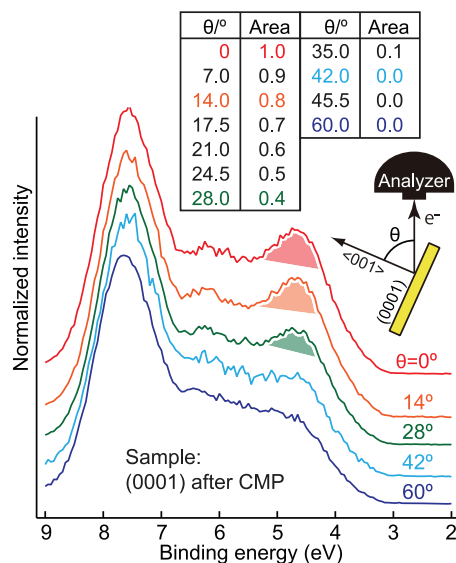 θ/º Area θ/º Area
0 1.0 35.0 0.1
7.0 0.9 42.0 0.0
14.0 0.8 45.5 0.0
17.5 0.7 60.0 0.0
21.0 0.6
24.5 0.5
28.0 0.4
Analyzer
e-
θ
<001>
(0001)
θ=0º
14º
28º
42º
60º
Sample:
(0001) after CMP
Normalized intensity
9 8 7 6 5 4 3 2
Binding energy (eV)